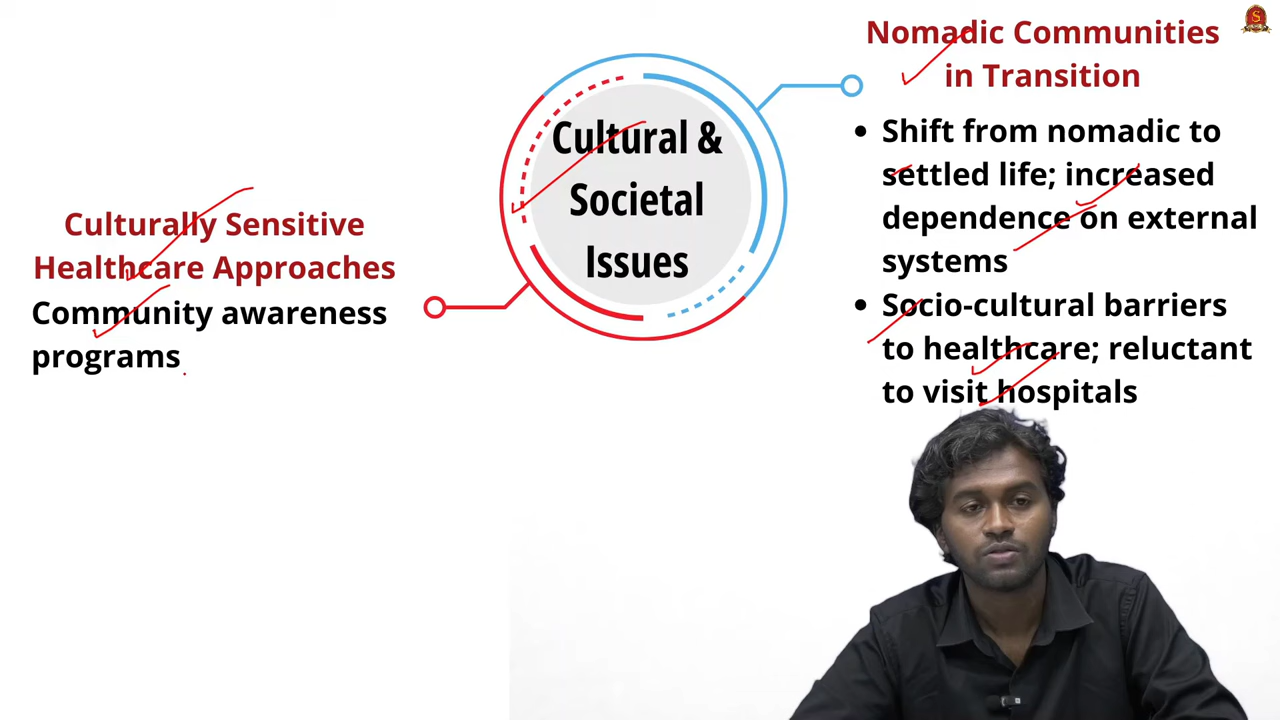 Nomadic Communities
in Transition
Shift from nomadic to
settled life; increased
dependence on external
systems
Socio-cultural barriers
to healthcare; reluctant
to visit hospitals
Cultural &
Societal
Issues
Culturally Sensitive
Healthcare Approaches
Community awareness
programs
S